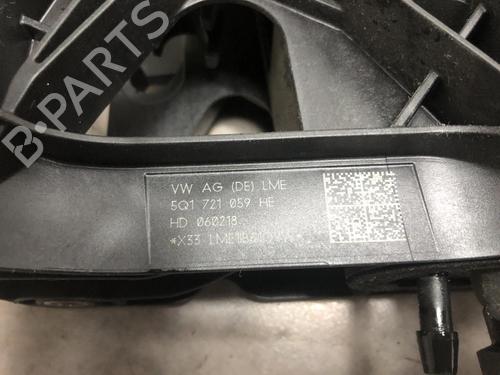 B-PARTS
VW AG (DE) LME
5Q1 721 059 HE
HD 060218